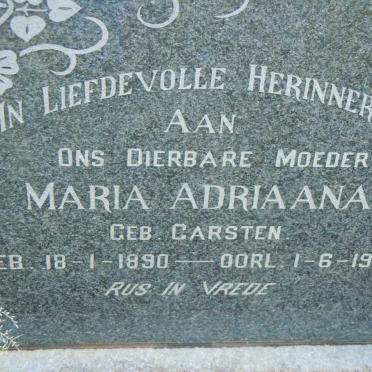 IN LIEFDEVOLLE HERINNER
AAN
ONS DIERBARE MOEDER
MARIA ADRIAANA
GEB. CARSTEN
EB. 18-1-1890 — OORL. 1-6-19
RUS IN VREDE